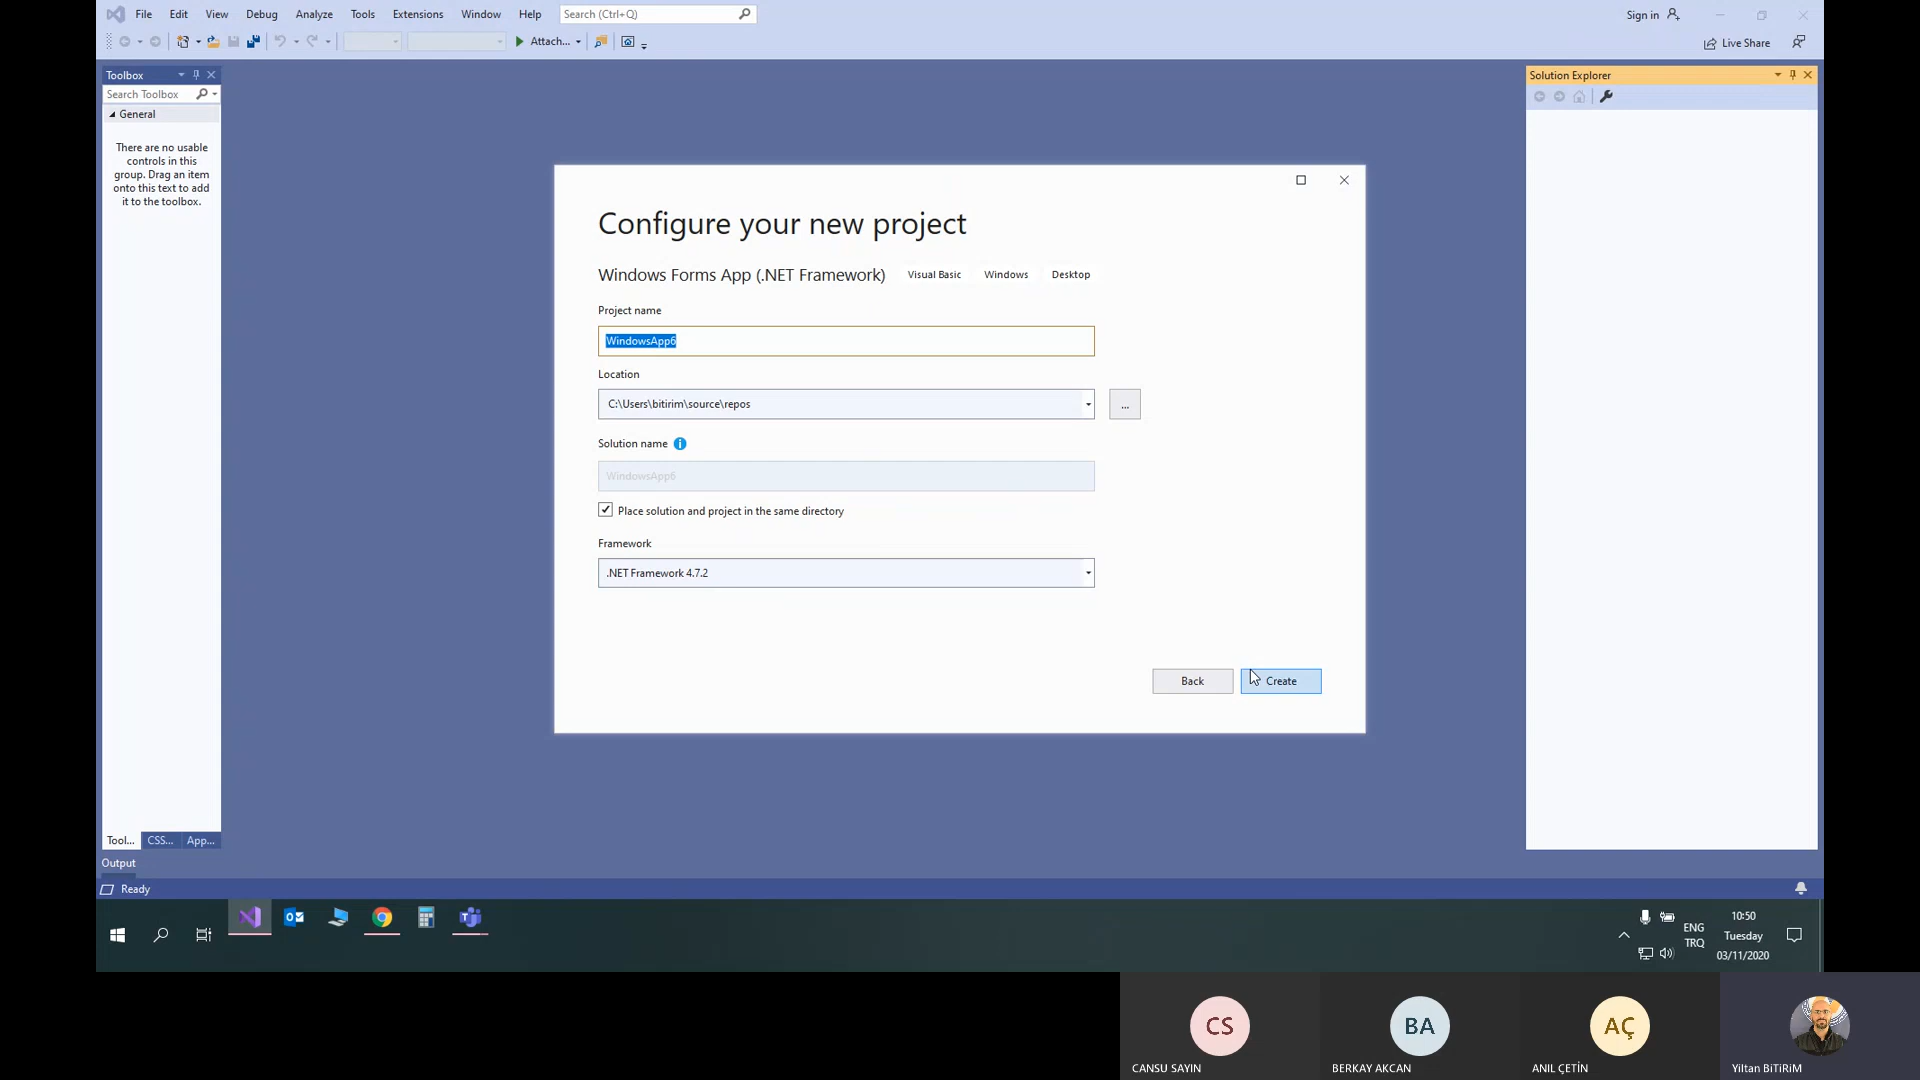 File Edit View Debug Analyze Tools Extensions Window Help Search (Ctrl+Q) Sign in
Attach... Live Share
Toolbox
Search Toolbox
General
There are no usable
controls in this
group. Drag an item
onto this text to add
it to the toolbox.
Solution Explorer
Configure your new project
Windows Forms App (.NET Framework) Visual Basic Windows Desktop
Project name
WindowsApp6
Location
C:\Users\bitirim\source\repos
...
Solution name
WindowsApp6
Place solution and project in the same directory
Framework
.NET Framework 4.7.2
Back Create
Tool... CSS... App...
Output
Ready
ENG
TRQ
10:50
Tuesday
03/11/2020
CS
BA
AÇ
CANSU SAYIN
BERKAY AKCAN
ANIL ÇETİN
Yiltan BiTiRiM